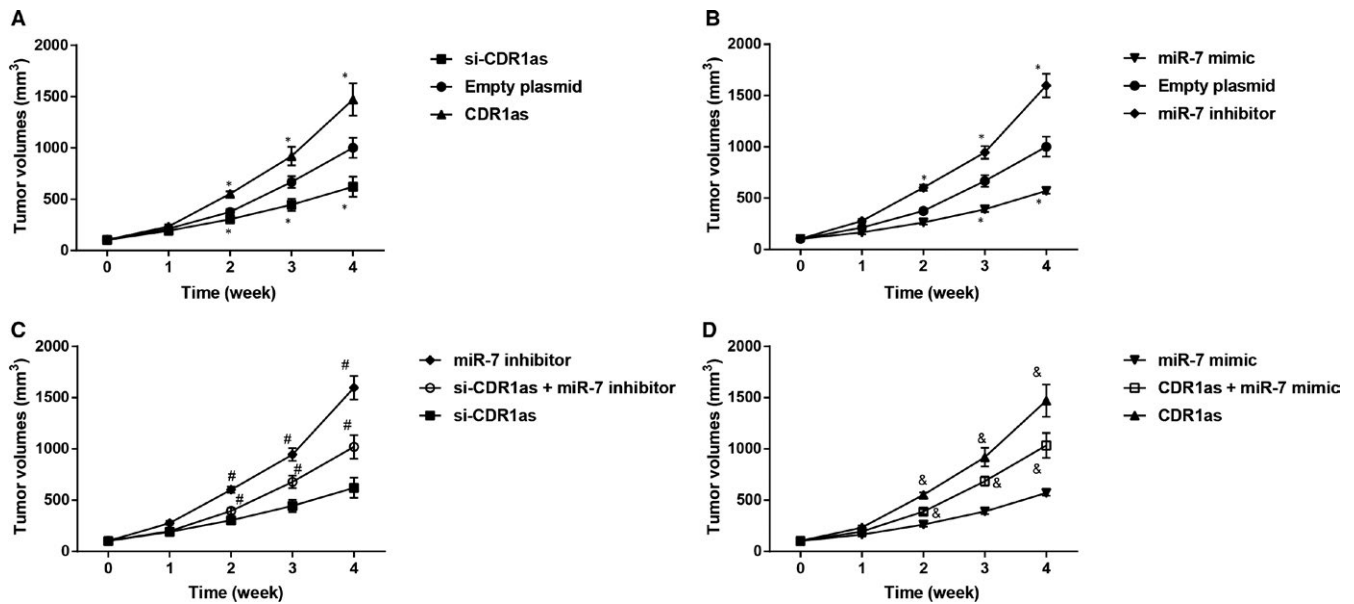 A
Tumor volumes (mm³)
2000
1500
1000
500
0
*
*
*
*
*
*
0 1 2 3 4
Time (week)
si-CDR1as
Empty plasmid
CDR1as
B
Tumor volumes (mm³)
2000
1500
1000
500
0
*
*
*
*
*
0 1 2 3 4
Time (week)
miR-7 mimic
Empty plasmid
miR-7 inhibitor
C
Tumor volumes (mm³)
2000
1500
1000
500
0
#
#
#
#
#
#
0 1 2 3 4
Time (week)
miR-7 inhibitor
si-CDR1as + miR-7 inhibitor
si-CDR1as
D
Tumor volumes (mm³)
2000
1500
1000
500
0
&
&
&
&
&
&
0 1 2 3 4
Time (week)
miR-7 mimic
CDR1as + miR-7 mimic
CDR1as